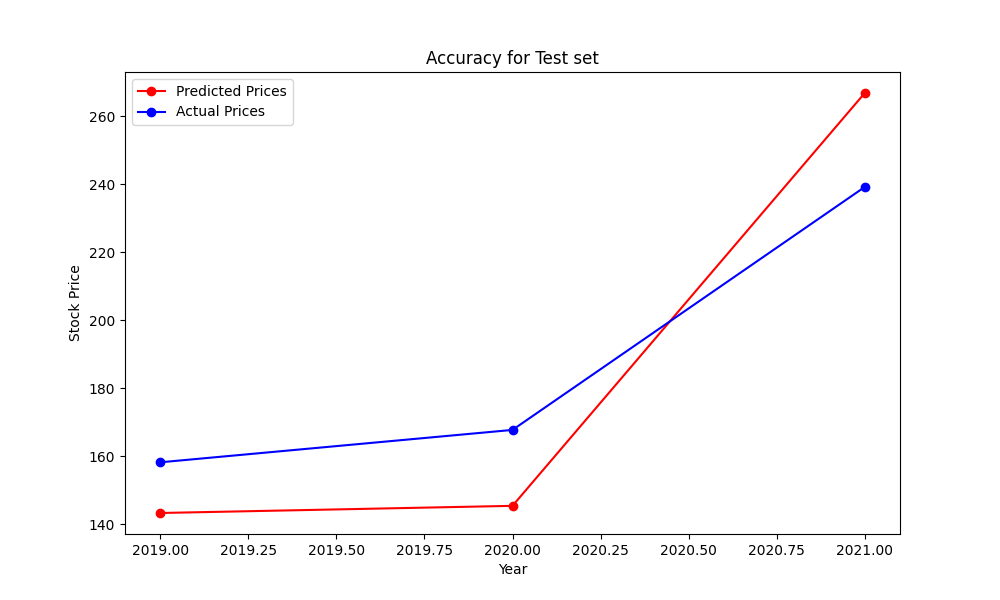 Accuracy for Test set
Predicted Prices
Actual Prices
260
240
220
200
180
160
140
Stock Price
2019.00 2019.25 2019.50 2019.75 2020.00 2020.25 2020.50 2020.75 2021.00
Year